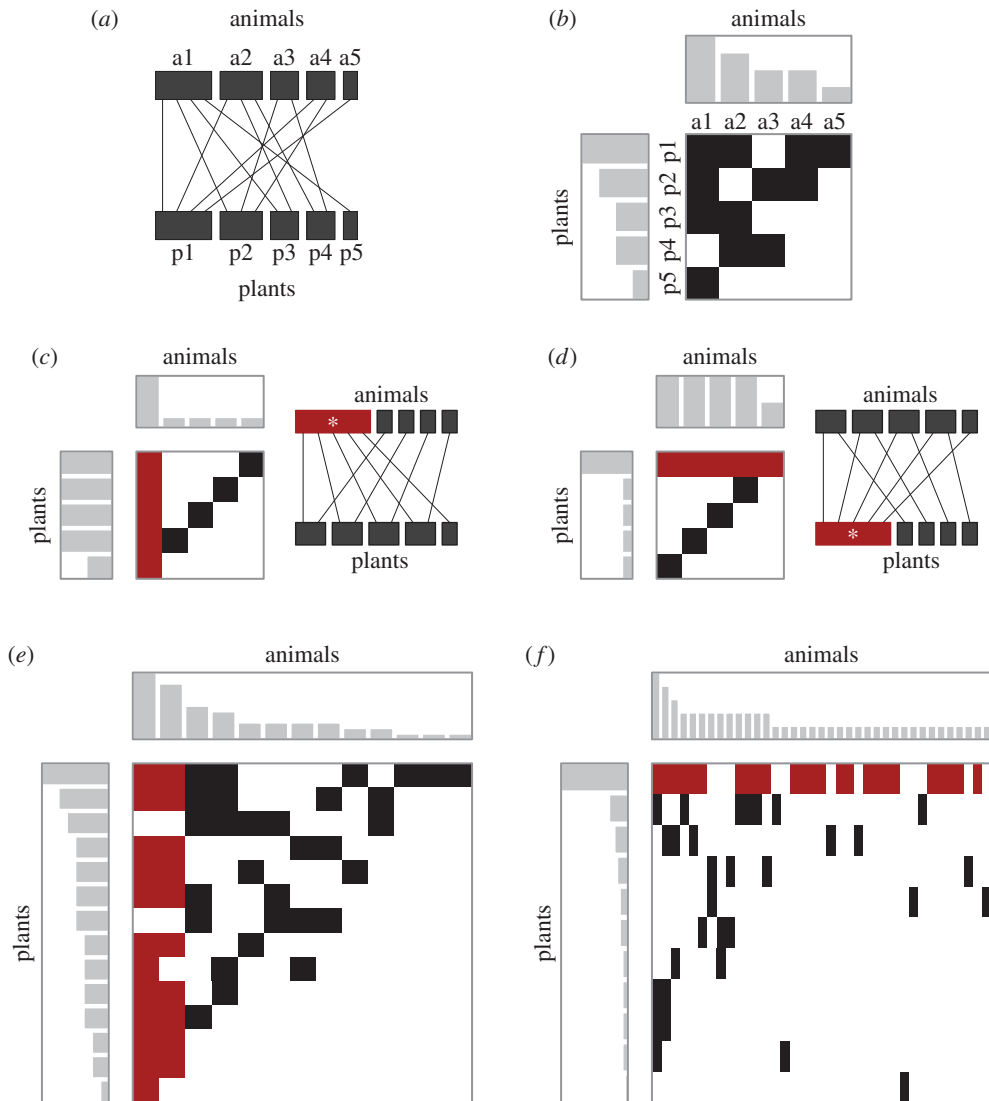 (a)
animals
a1 a2 a3 a4 a5
p1 p2 p3 p4 p5
plants
(b)
animals
a1 a2 a3 a4 a5
plants
p1
p2
p3
p4
p5
(c)
animals
plants
animals
*
plants
(d)
animals
plants
animals
*
plants
(e)
animals
plants
(f)
animals
plants